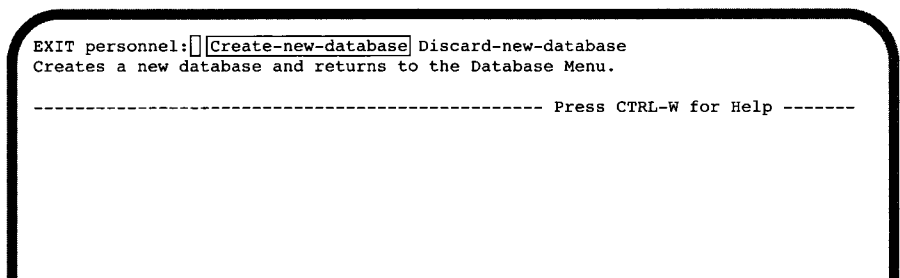 EXIT personnel: Create-new-database Discard-new-database
Creates a new database and returns to the Database Menu.
----------------------------------------------- Press CTRL-W for Help -------